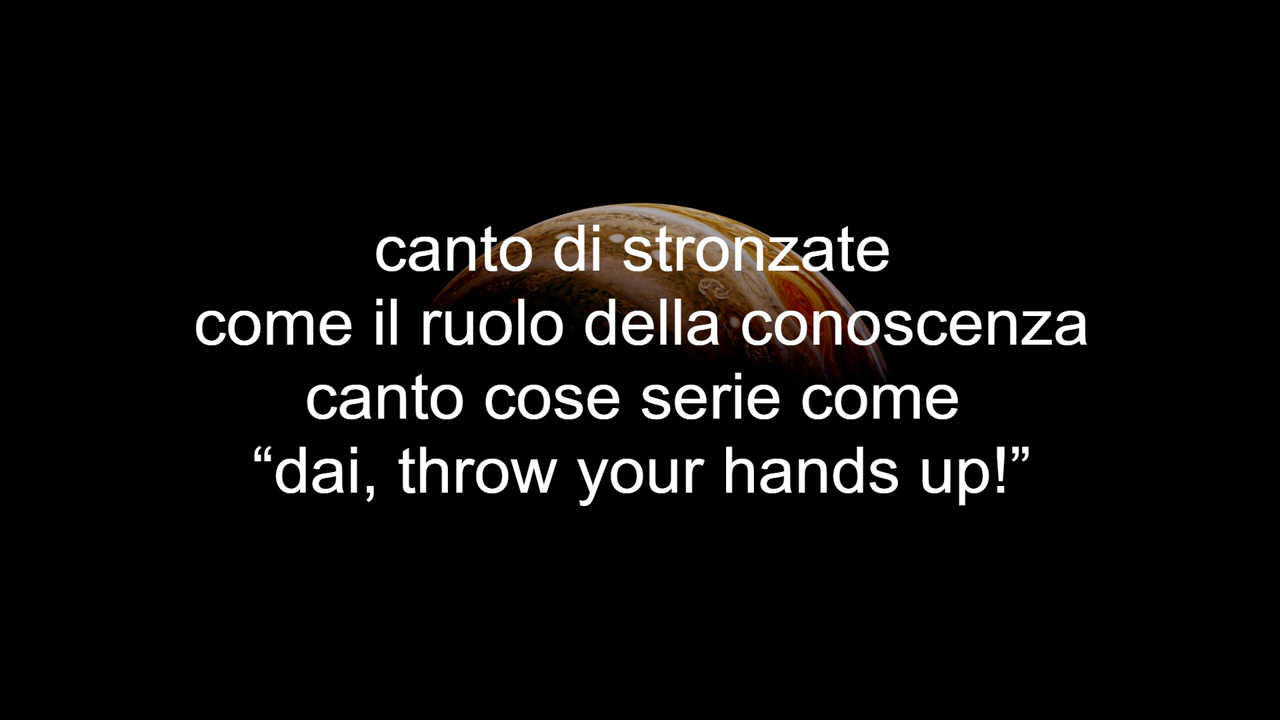 canto di stronzate
come il ruolo della conoscenza
canto cose serie come
“dai, throw your hands up!”